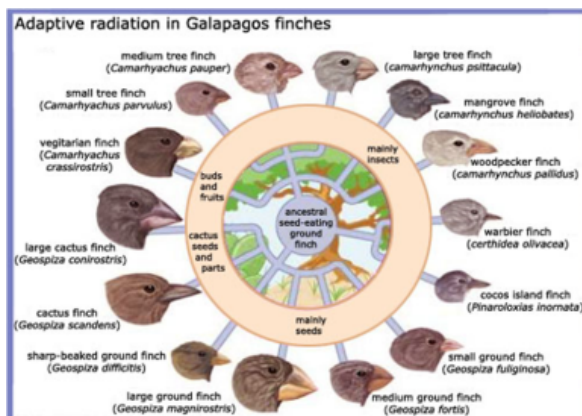 Adaptive radiation in Galapagos finches
medium tree finch
(Camarhyachus pauper)
large tree finch
(camarhynchus psittacula)
small tree finch
(Camarhyachus parvulus)
mangrove finch
(camarhynchus heliobates)
vegitarian finch
(Camarhyachus
crassirostris)
woodpecker finch
(camarhynchus pallidus)
large cactus finch
(Geospiza conirostris)
warbier finch
(certhidea olivacea)
cactus finch
(Geospiza scandens)
cocos island finch
(Pinaroloxias inornata)
sharp-beaked ground finch
(Geospiza difficitis)
small ground finch
(Geospiza fuliginosa)
large ground finch
(Geospiza magnirostris)
medium ground finch
(Geospiza fortis)
mainly
insects
buds
and
fruits
cactus
seeds
and
parts
mainly
seeds
ancestral
seed-eating
ground
finch